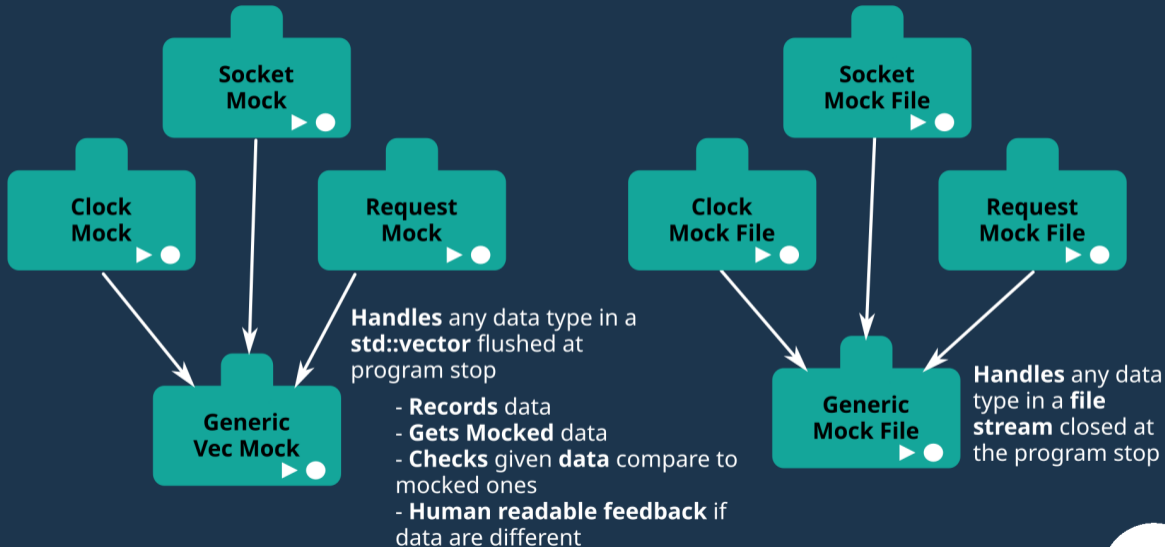 Socket
Mock
Clock
Mock
Request
Mock
Generic
Vec Mock
Handles any data type in a
std::vector flushed at
program stop
- Records data
- Gets Mocked data
- Checks given data compare to
mocked ones
- Human readable feedback if
data are different
Socket
Mock File
Clock
Mock File
Request
Mock File
Generic
Mock File
Handles any data
type in a file
stream closed at
the program stop